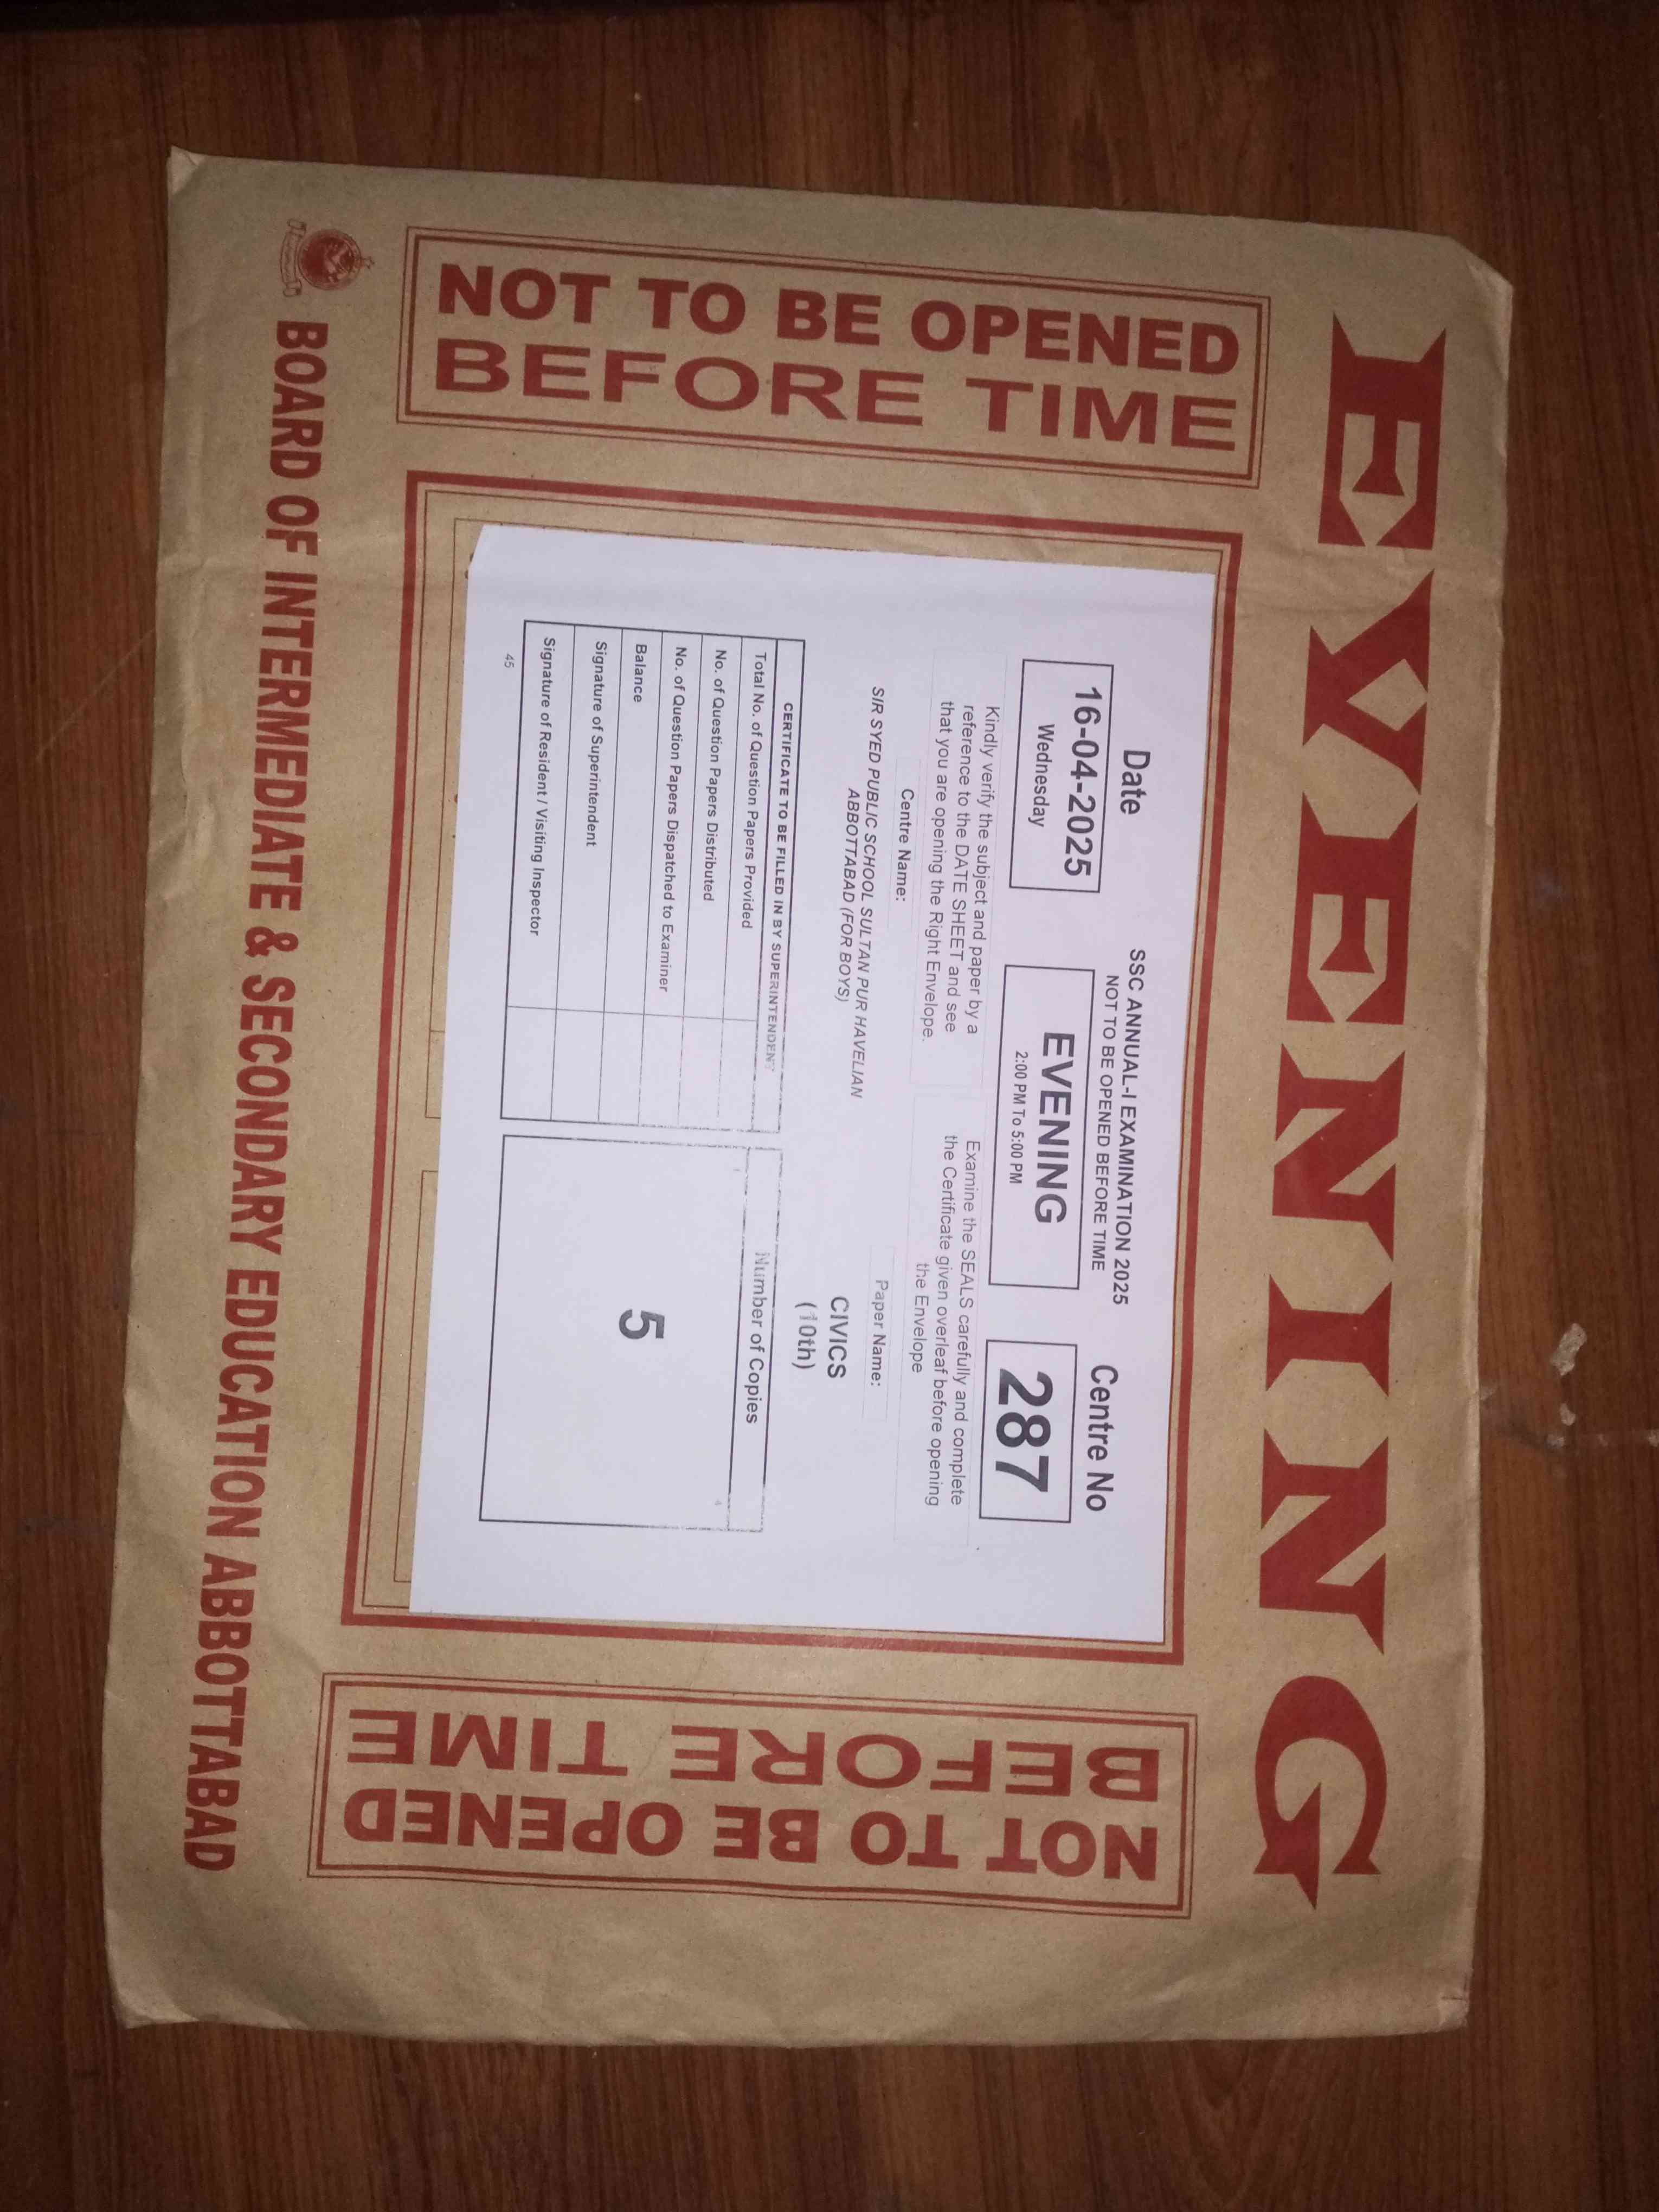 EVENING
NOT TO BE OPENED
BEFORE TIME
Date
16-04-2025
Wednesday
SSC ANNUAL-I EXAMINATION 2025
NOT TO BE OPENED BEFORE TIME
EVENING
2:00 PM To 5:00 PM
Centre No
287
Kindly verify the subject and paper by a
reference to the DATE SHEET and see
that you are opening the Right Envelope.
Examine the SEALS carefully and complete
the Certificate given overleaf before opening
the Envelope
Centre Name:
SIR SYED PUBLIC SCHOOL SULTAN PUR HAVELIAN
ABBOTTABAD (FOR BOYS)
Paper Name:
CIVICS
(10th)
CERTIFICATE TO BE FILLED IN BY SUPERINTENDENT
Total No. of Question Papers Provided
No. of Question Papers Distributed
No. of Question Papers Dispatched to Examiner
Balance
Signature of Superintendent
Signature of Resident / Visiting Inspector
45
Number of Copies
5
NOT TO BE OPENED
BEFORE TIME
BOARD OF INTERMEDIATE & SECONDARY EDUCATION ABBOTTABAD